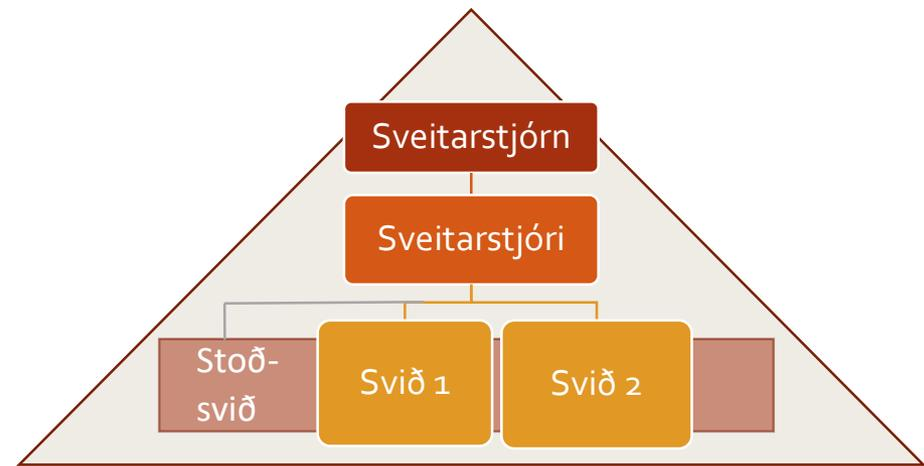 Sveitarstjórn
Sveitarstjóri
Stoð-
svið
Svið 1
Svið 2